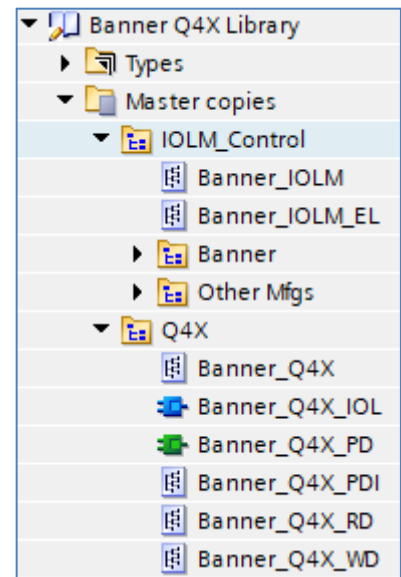 Banner Q4X Library
Types
Master copies
IOLM_Control
Banner_IOLM
Banner_IOLM_EL
Banner
Other Mfgs
Q4X
Banner_Q4X
Banner_Q4X_IOL
Banner_Q4X_PD
Banner_Q4X_PDI
Banner_Q4X_RD
Banner_Q4X_WD